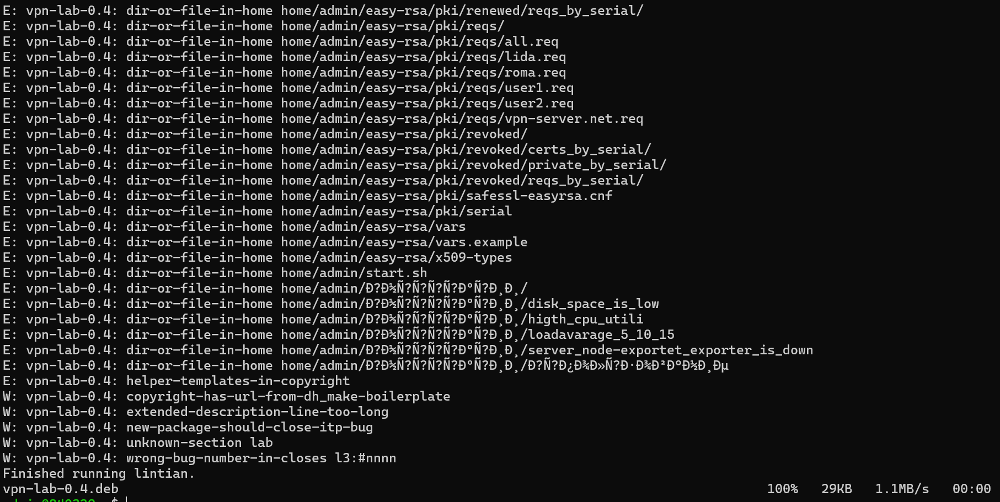 E: vpn-lab-0.4: dir-or-file-in-home home/admin/easy-rsa/pki/renewed/reqs_by_serial/
E: vpn-lab-0.4: dir-or-file-in-home home/admin/easy-rsa/pki/reqs/
E: vpn-lab-0.4: dir-or-file-in-home home/admin/easy-rsa/pki/reqs/all.req
E: vpn-lab-0.4: dir-or-file-in-home home/admin/easy-rsa/pki/reqs/lida.req
E: vpn-lab-0.4: dir-or-file-in-home home/admin/easy-rsa/pki/reqs/roma.req
E: vpn-lab-0.4: dir-or-file-in-home home/admin/easy-rsa/pki/reqs/user1.req
E: vpn-lab-0.4: dir-or-file-in-home home/admin/easy-rsa/pki/reqs/user2.req
E: vpn-lab-0.4: dir-or-file-in-home home/admin/easy-rsa/pki/reqs/vpn-server.net.req
E: vpn-lab-0.4: dir-or-file-in-home home/admin/easy-rsa/pki/revoked/
E: vpn-lab-0.4: dir-or-file-in-home home/admin/easy-rsa/pki/revoked/certs_by_serial/
E: vpn-lab-0.4: dir-or-file-in-home home/admin/easy-rsa/pki/revoked/private_by_serial/
E: vpn-lab-0.4: dir-or-file-in-home home/admin/easy-rsa/pki/revoked/reqs_by_serial/
E: vpn-lab-0.4: dir-or-file-in-home home/admin/easy-rsa/pki/safessl-easyrsa.cnf
E: vpn-lab-0.4: dir-or-file-in-home home/admin/easy-rsa/pki/serial
E: vpn-lab-0.4: dir-or-file-in-home home/admin/easy-rsa/vars
E: vpn-lab-0.4: dir-or-file-in-home home/admin/easy-rsa/vars.example
E: vpn-lab-0.4: dir-or-file-in-home home/admin/easy-rsa/x509-types
E: vpn-lab-0.4: dir-or-file-in-home home/admin/start.sh
E: vpn-lab-0.4: dir-or-file-in-home home/admin/Ð?Ð½Ñ?Ñ?Ñ?Ñ?ÐºÑ?Ð¸Ð¸/
E: vpn-lab-0.4: dir-or-file-in-home home/admin/Ð?Ð½Ñ?Ñ?Ñ?Ñ?ÐºÑ?Ð¸Ð¸/disk_space_is_low
E: vpn-lab-0.4: dir-or-file-in-home home/admin/Ð?Ð½Ñ?Ñ?Ñ?Ñ?ÐºÑ?Ð¸Ð¸/higth_cpu_utili
E: vpn-lab-0.4: dir-or-file-in-home home/admin/Ð?Ð½Ñ?Ñ?Ñ?Ñ?ÐºÑ?Ð¸Ð¸/loadavarage_5_10_15
E: vpn-lab-0.4: dir-or-file-in-home home/admin/Ð?Ð½Ñ?Ñ?Ñ?Ñ?ÐºÑ?Ð¸Ð¸/server_node-exportet_exporter_is_down
E: vpn-lab-0.4: dir-or-file-in-home home/admin/Ð?Ð½Ñ?Ñ?Ñ?Ñ?ÐºÑ?Ð¸Ð¸/Ð?Ñ?Ð¿Ð¾Ð»Ñ?Ð·Ð¾Ð²ÐºÐ½Ð¸Ðµ
E: vpn-lab-0.4: helper-templates-in-copyright
W: vpn-lab-0.4: copyright-has-url-from-dh_make-boilerplate
W: vpn-lab-0.4: extended-description-line-too-long
W: vpn-lab-0.4: new-package-should-close-itp-bug
W: vpn-lab-0.4: unknown-section lab
W: vpn-lab-0.4: wrong-bug-number-in-closes l3:#nnnn
Finished running lintian.
vpn-lab-0.4.deb 100% 29KB 1.1MB/s 00:00